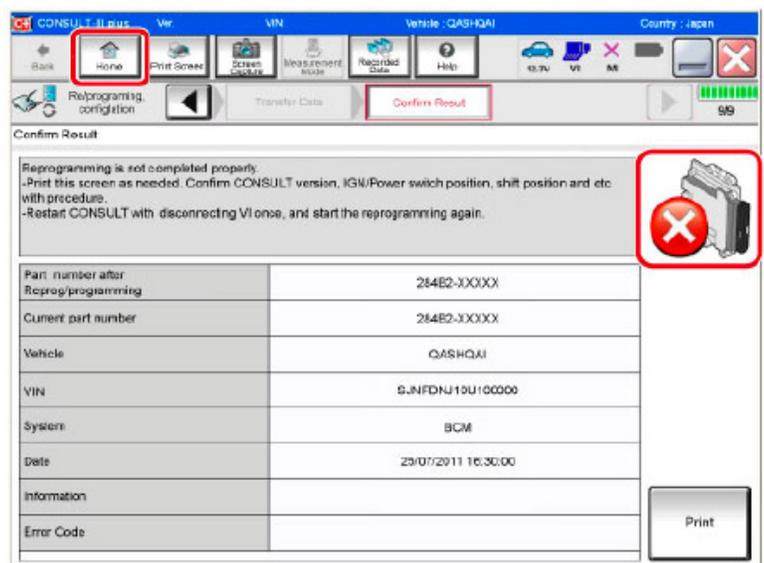 C+ CONSULT-III plus Ver. VIN Vehicle : QASHQAI Country : Japan
Back
Home
Print Screen
Screen Capture
Measurement Mode
Recorded Data
Help
VI
MI
Re/programing, configlation
Transfer Data
Confirm Result
9/9
Confirm Result
Reprogramming is not completed properly.
-Print this screen as needed. Confirm CONSULT version, IGN/Power switch position, shift position and etc
with procedure.
-Restart CONSULT with disconnecting VI once, and start the reprogramming again.
Part number after
Reprog/programming
284B2-XXXXX
Current part number 284B2-XXXXX
Vehicle QASHQAI
VIN
System BCM
Date 25/07/2011 16:30:00
Information
Error Code
Print